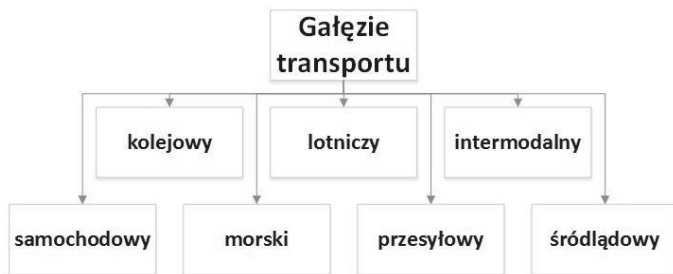 Gałęzie
transportu
kolejowy
lotniczy
intermodalny
samochodowy
morski
przesyłowy
śródlądowy